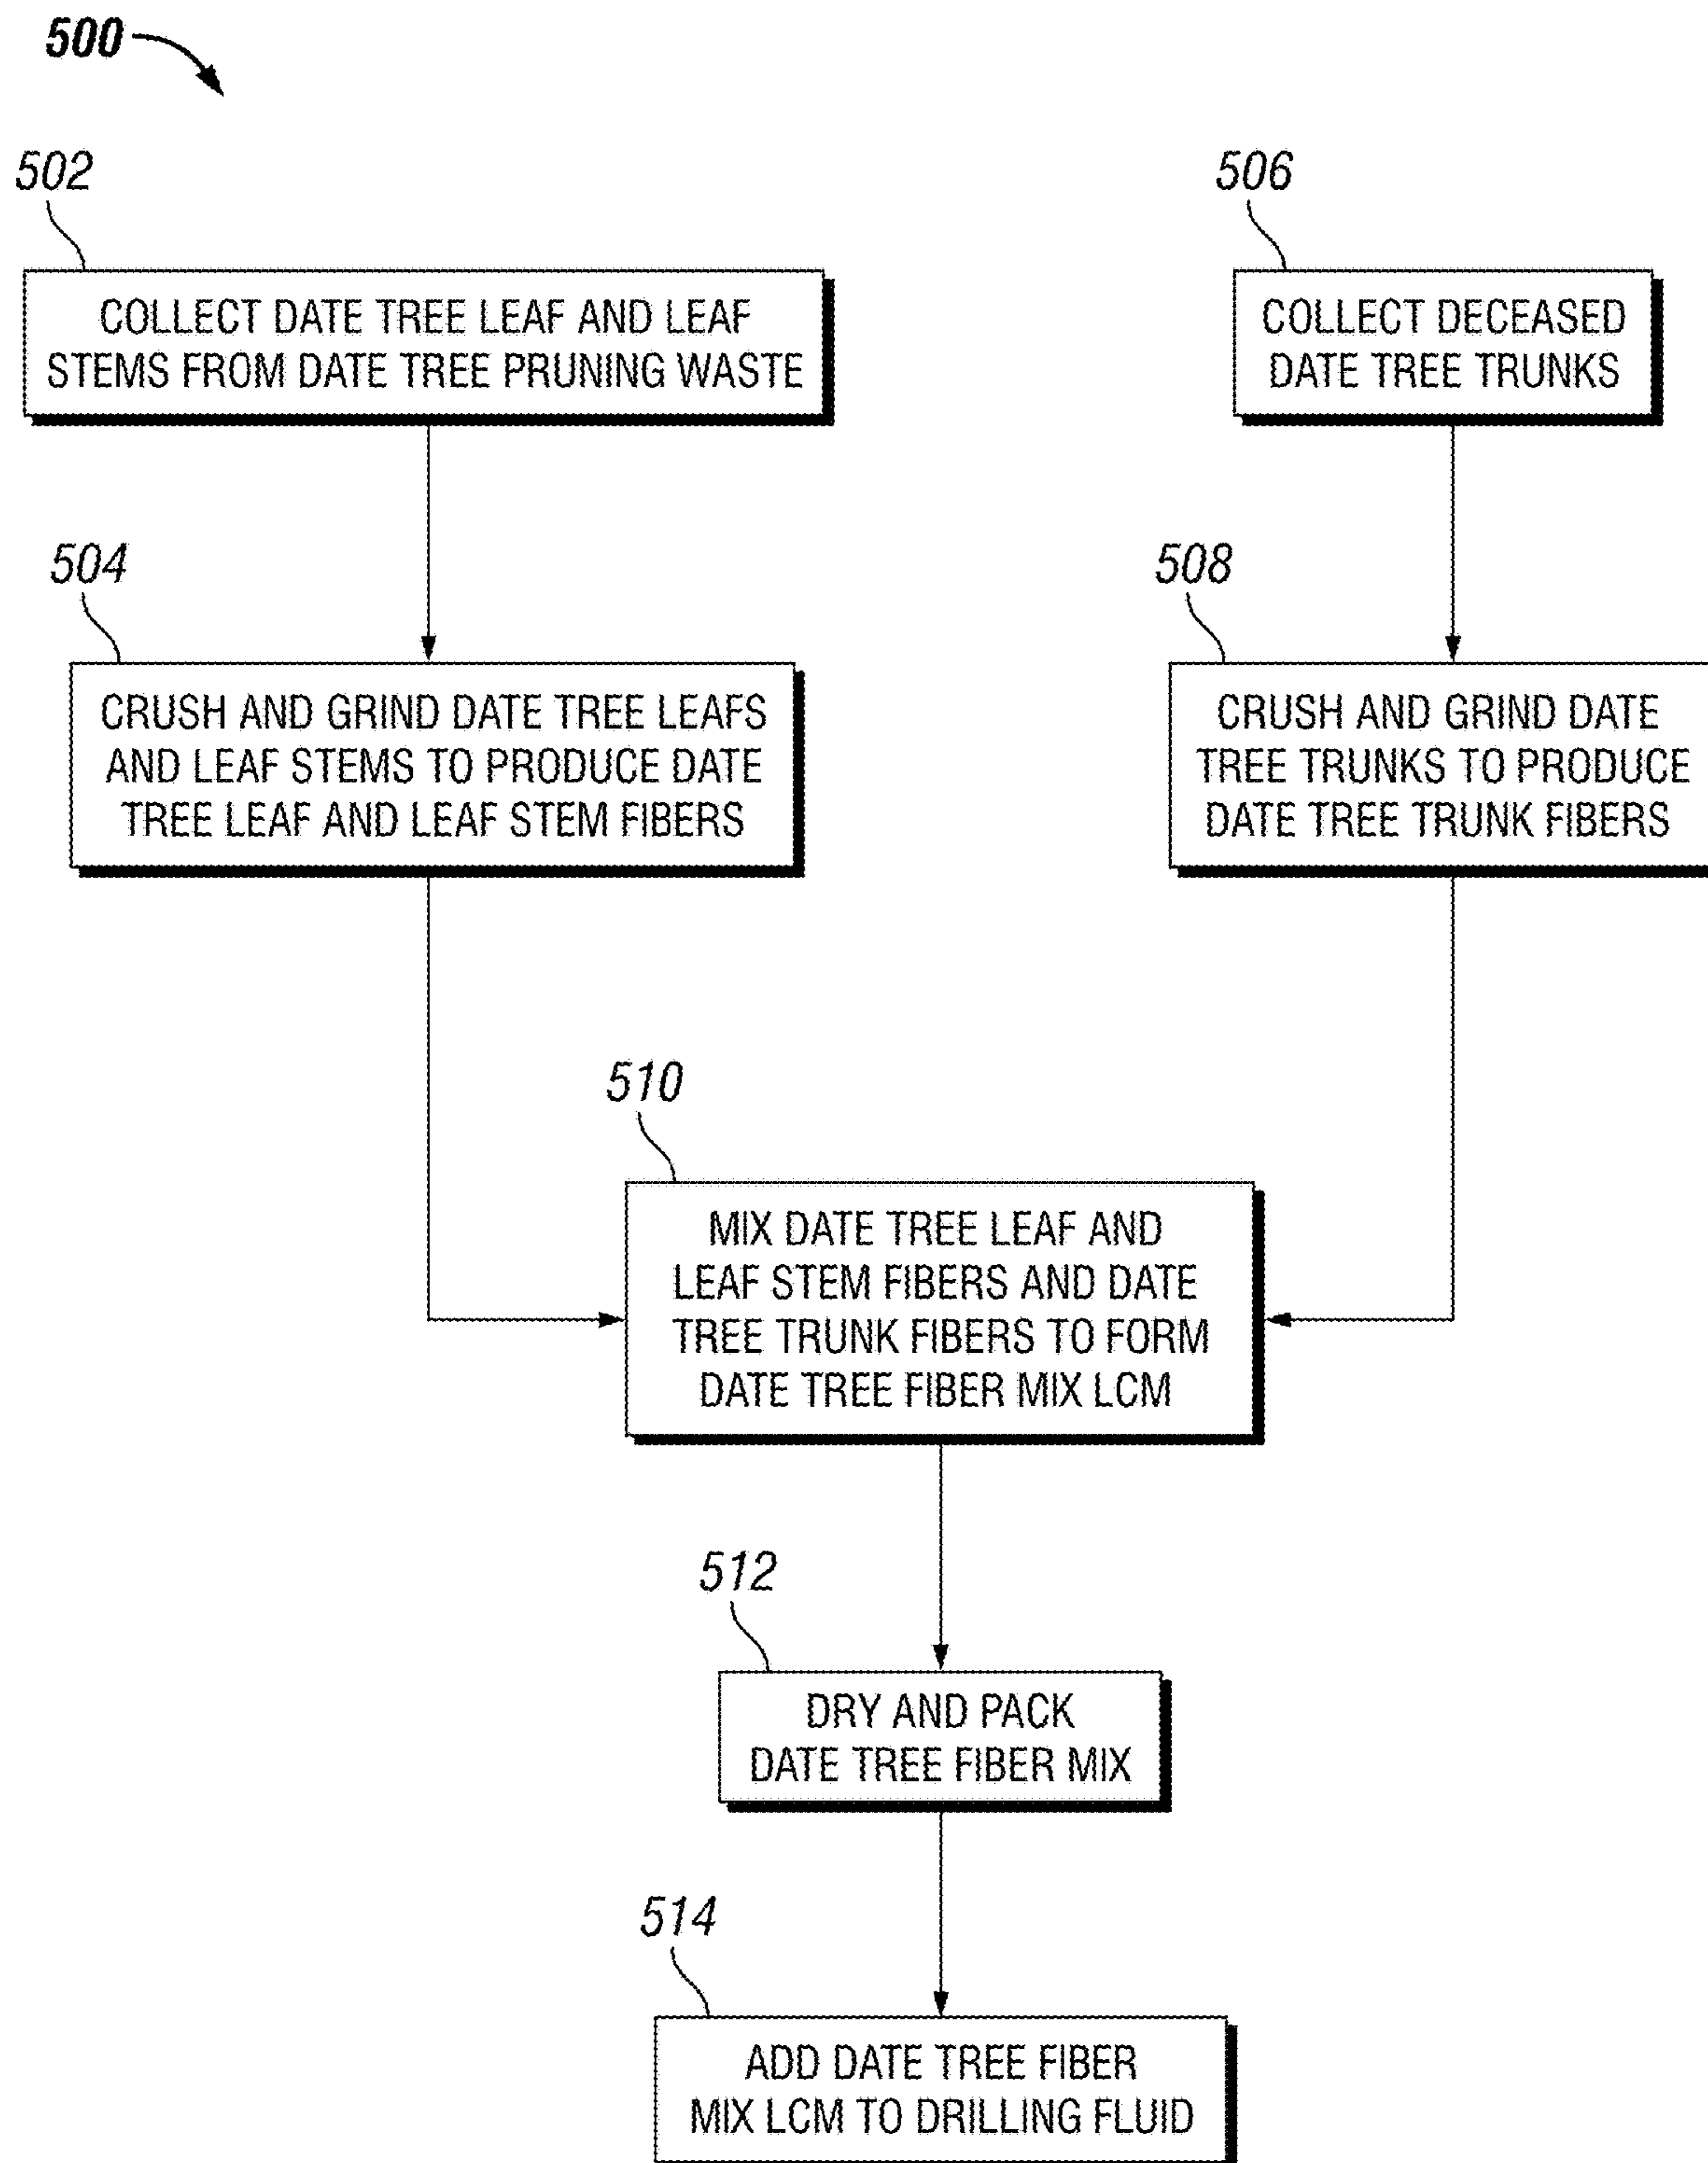 500
502
COLLECT DATE TREE LEAF AND LEAF
STEMS FROM DATE TREE PRUNING WASTE
506
COLLECT DECEASED
DATE TREE TRUNKS
504
CRUSH AND GRIND DATE TREE LEAFS
AND LEAF STEMS TO PRODUCE DATE
TREE LEAF AND LEAF STEM FIBERS
508
CRUSH AND GRIND DATE
TREE TRUNKS TO PRODUCE
DATE TREE TRUNK FIBERS
510
MIX DATE TREE LEAF AND
LEAF STEM FIBERS AND DATE
TREE TRUNK FIBERS TO FORM
DATE TREE FIBER MIX LCM
512
DRY AND PACK
DATE TREE FIBER MIX
514
ADD DATE TREE FIBER
MIX LCM TO DRILLING FLUID